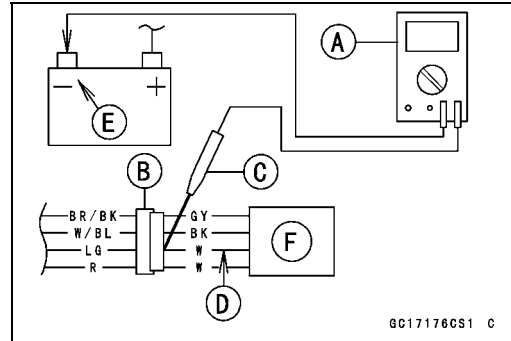 A
− +
E
B
C
BR/BK GY
W/BL BK
LG W
R W
F
D
GC17176CS1 C